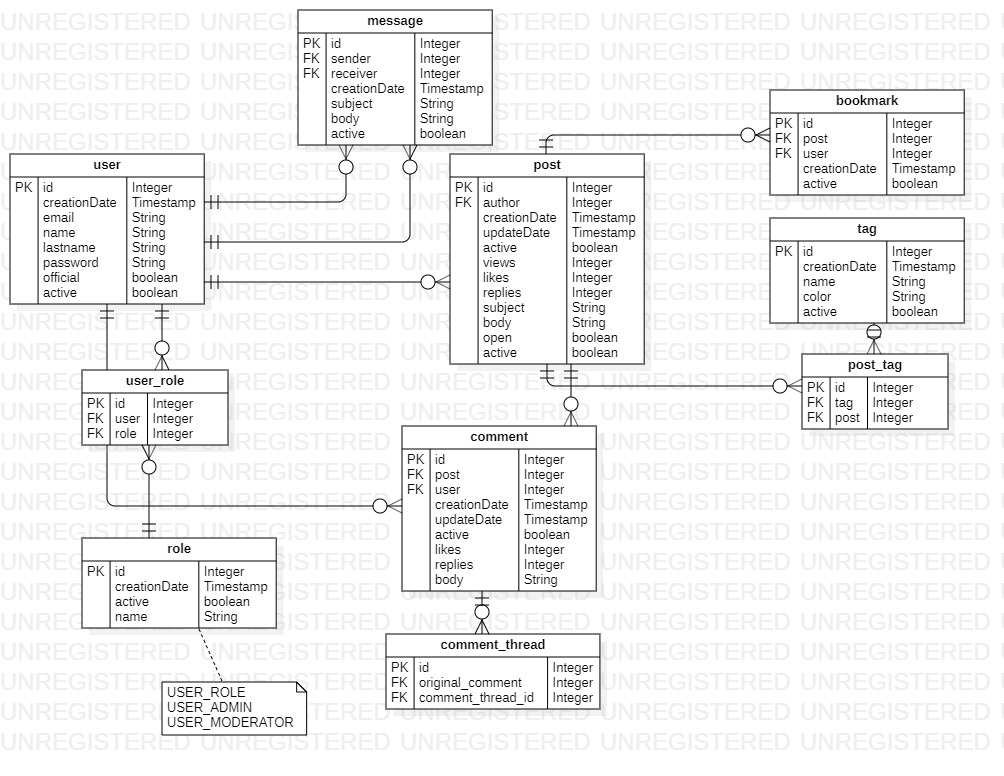 message
PK id Integer
FK sender Integer
FK receiver Integer
creationDate Timestamp
subject String
body String
active boolean
bookmark
PK id Integer
FK post Integer
FK user Integer
creationDate Timestamp
active boolean
user
PK id Integer
creationDate Timestamp
email String
name String
lastname String
password String
official boolean
active boolean
post
PK id Integer
FK author Integer
creationDate Timestamp
updateDate Timestamp
active boolean
views Integer
likes Integer
replies Integer
subject String
body String
open boolean
active boolean
tag
PK id Integer
creationDate Timestamp
name String
color String
active boolean
post_tag
PK id Integer
FK tag Integer
FK post Integer
user_role
PK id Integer
FK user Integer
FK role Integer
comment
PK id Integer
FK post Integer
FK user Integer
creationDate Timestamp
updateDate Timestamp
active boolean
likes Integer
replies Integer
body String
role
PK id Integer
creationDate Timestamp
active boolean
name String
comment_thread
PK id Integer
FK original_comment Integer
FK comment_thread_id Integer
USER_ROLE
USER_ADMIN
USER_MODERATOR
UNREGISTERED